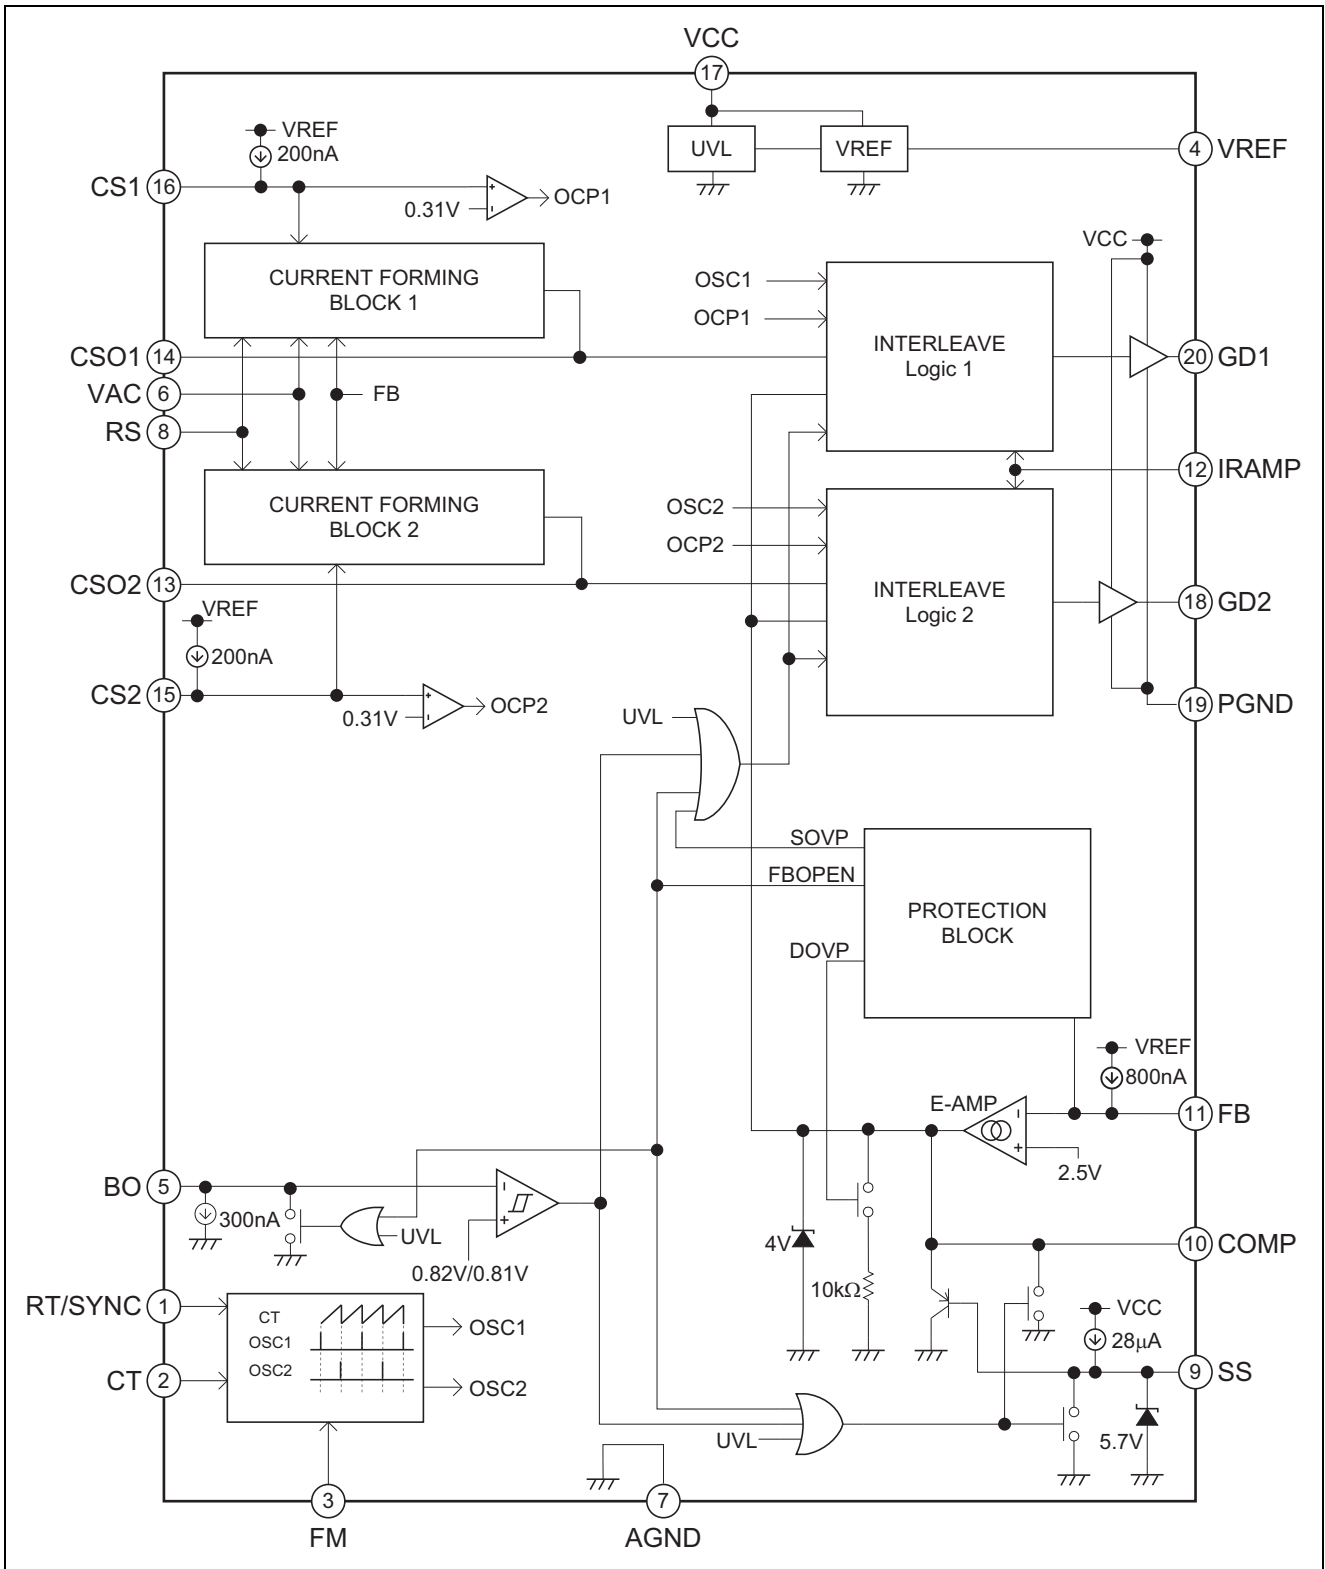 VCC
17
VREF
200nA
UVL
VREF
4 VREF
CS1 16
0.31V
OCP1
VCC
CURRENT FORMING
BLOCK 1
OSC1
OCP1
INTERLEAVE
Logic 1
CSO1 14
20 GD1
VAC 6
FB
RS 8
12 IRAMP
CURRENT FORMING
BLOCK 2
OSC2
OCP2
INTERLEAVE
Logic 2
CSO2 13
18 GD2
VREF
200nA
CS2 15
0.31V
OCP2
19 PGND
UVL
SOVP
FBOPEN
DOVP
PROTECTION
BLOCK
VREF
800nA
E-AMP
11 FB
2.5V
BO 5
300nA
UVL
0.82V/0.81V
4V
10kΩ
10 COMP
RT/SYNC 1
CT
OSC1
OSC2
OSC1
OSC2
CT 2
VCC
28μA
9 SS
5.7V
UVL
3
FM
7
AGND